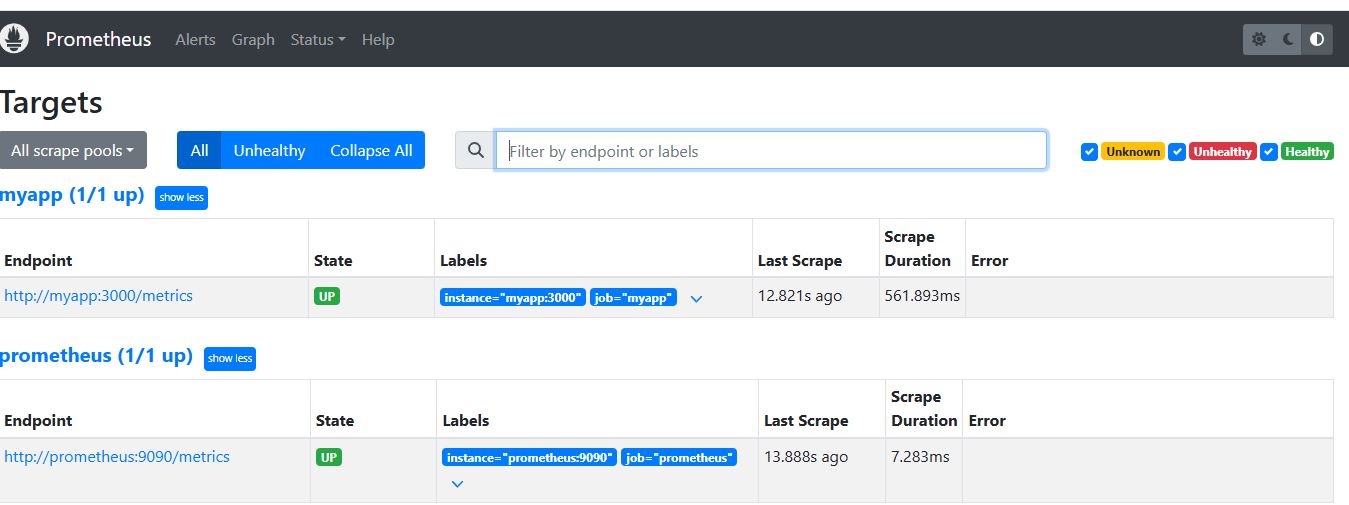 Prometheus Alerts Graph Status Help
Targets
All scrape pools All Unhealthy Collapse All Filter by endpoint or labels Unknown Unhealthy Healthy
myapp (1/1 up) show less
Endpoint State Labels Last Scrape Scrape Duration Error
http://myapp:3000/metrics UP instance="myapp:3000" job="myapp" 12.821s ago 561.893ms
prometheus (1/1 up) show less
Endpoint State Labels Last Scrape Scrape Duration Error
http://prometheus:9090/metrics UP instance="prometheus:9090" job="prometheus" 13.888s ago 7.283ms